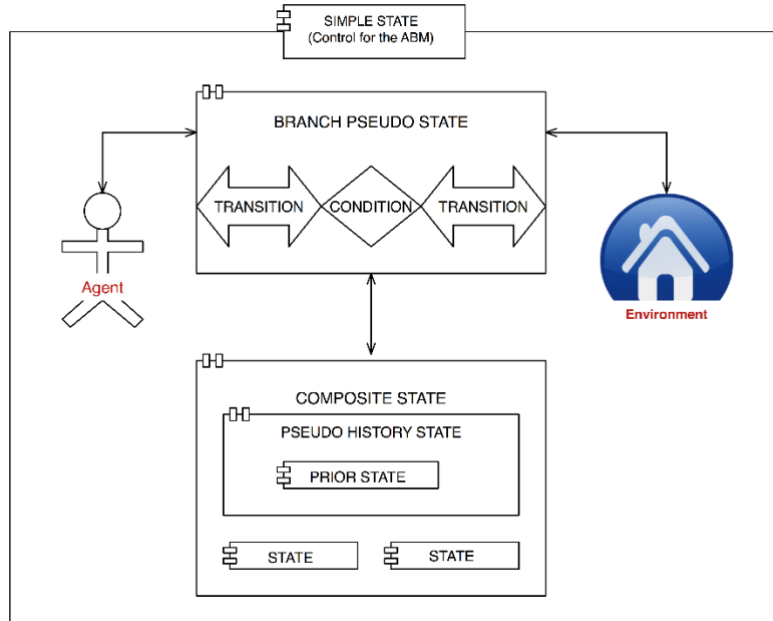 SIMPLE STATE
(Control for the ABM)
BRANCH PSEUDO STATE
TRANSITION
CONDITION
TRANSITION
Agent
Environment
COMPOSITE STATE
PSEUDO HISTORY STATE
PRIOR STATE
STATE
STATE